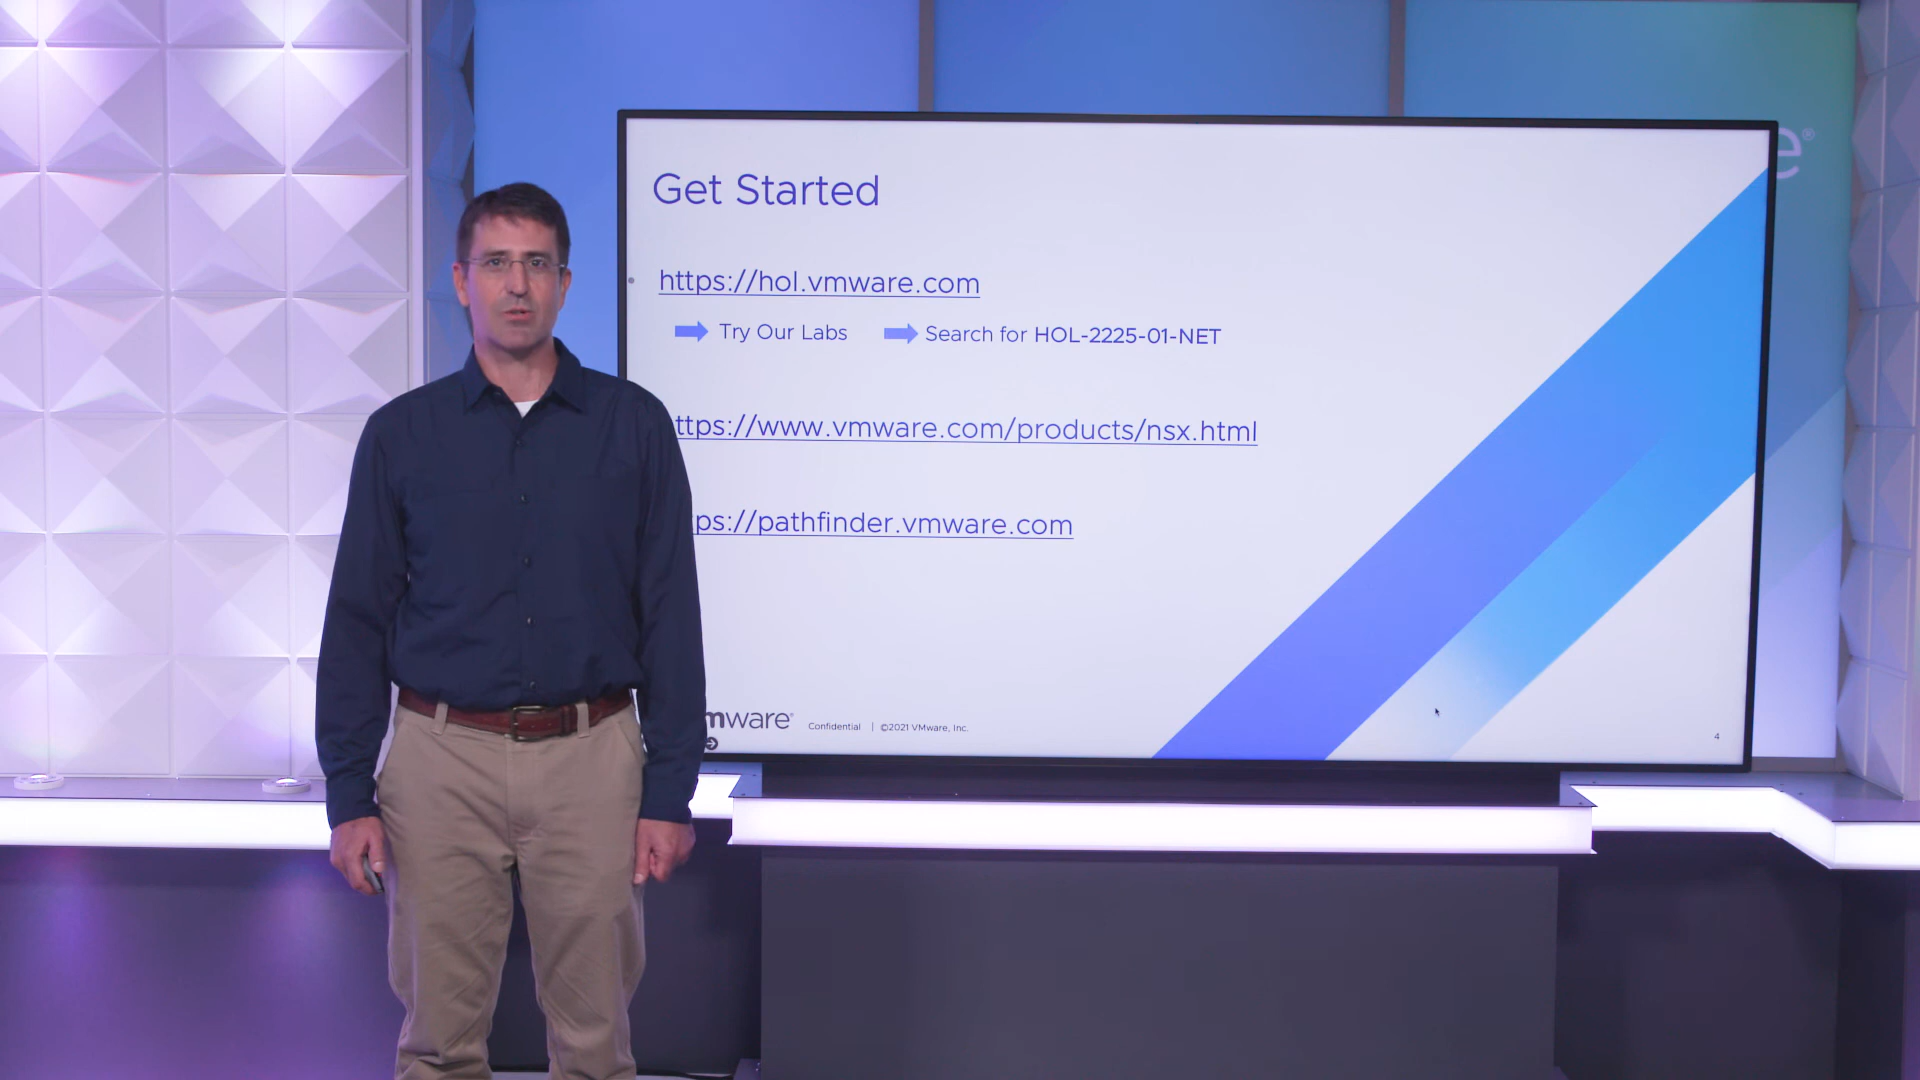 Get Started
https://hol.vmware.com
Try Our Labs
Search for HOL-2225-01-NET
ttps://www.vmware.com/products/nsx.html
ps://pathfinder.vmware.com
mware® Confidential | ©2021 VMware, Inc.
4
e®